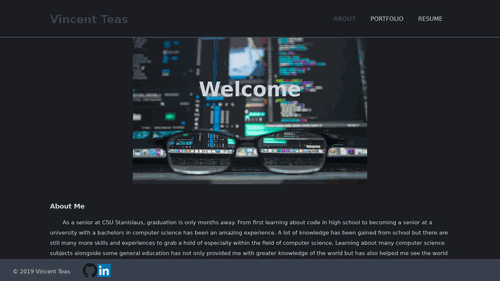 Vincent Teas
ABOUT PORTFOLIO RESUME
Welcome
About Me
As a senior at CSU Stanislaus, graduation is only months away. From first learning about code in high school to becoming a senior at a
university with a bachelors in computer science has been an amazing experience. A lot of knowledge has been gained from school but there are
still many more skills and experiences to grab a hold of especially within the field of computer science. Learning about many computer science
subjects alongside some general education has not only provided me with greater knowledge of the world but has also helped me see the world
© 2019 Vincent Teas in